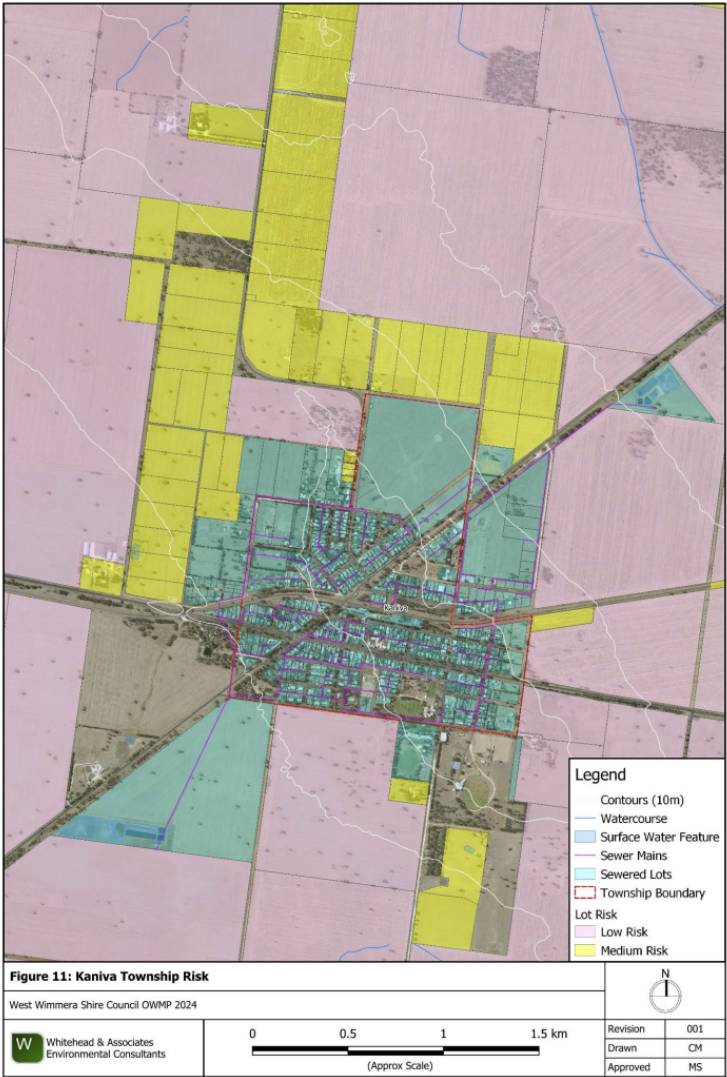 Kaniva
Legend
Contours (10m)
Watercourse
Surface Water Feature
Sewer Mains
Sewered Lots
Township Boundary
Lot Risk
Low Risk
Medium Risk
Figure 11: Kaniva Township Risk
West Wimmera Shire Council OWMP 2024
N
W
Whitehead & Associates
Environmental Consultants
0 0.5 1 1.5 km
(Approx Scale)
Revision 001
Drawn CM
Approved MS